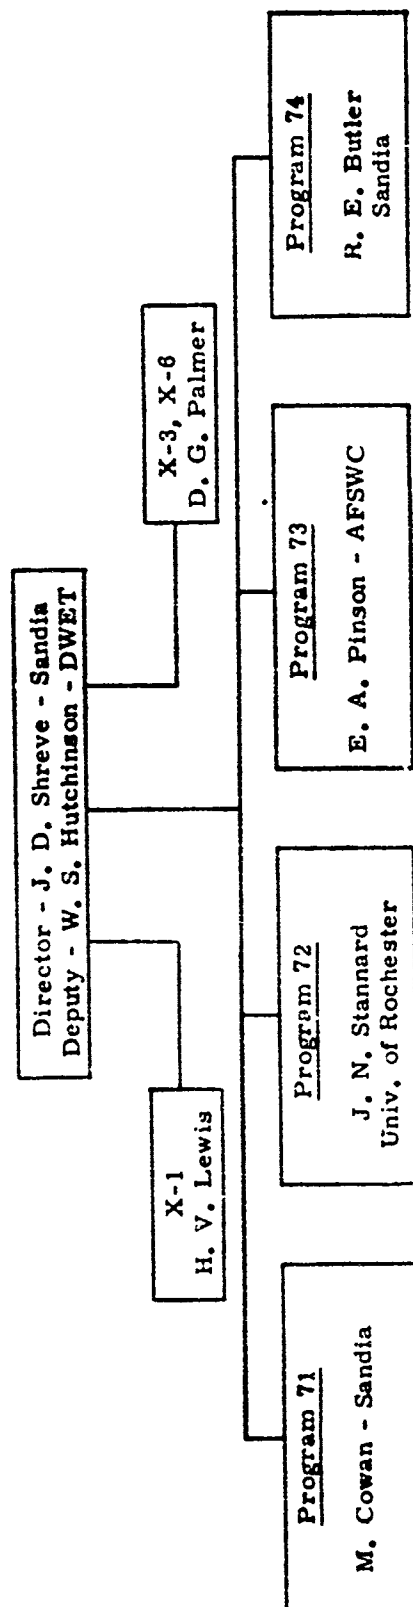 Director - J. D. Shreve - Sandia
Deputy - W. S. Hutchinson - DWET
X-1
H. V. Lewis
X-3, X-6
D. G. Palmer
Program 71
M. Cowan - Sandia
Program 72
J. N. Stannard
Univ. of Rochester
Program 73
E. A. Pinson - AFSWC
Program 74
R. E. Butler
Sandia